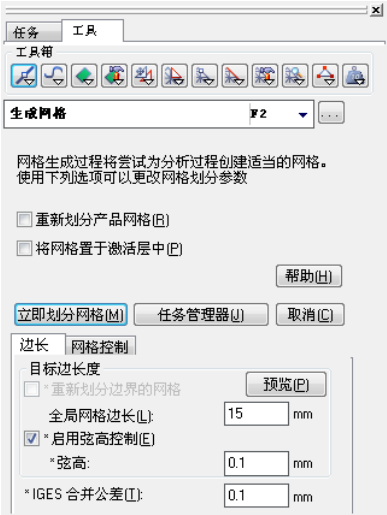 任务 工具
工具箱
生成网格 F2 ...
网格生成过程将尝试为分析过程创建适当的网格。
使用下列选项可以更改网格划分参数
重新划分产品网格(R)
将网格置于激活层中(P)
帮助(H)
立即划分网格(M) 任务管理器(J) 取消(C)
边长 网格控制
目标边长度
*重新划分边界的网格 预览(P)
全局网格边长(L): 15 mm
*启用弦高控制(E)
*弦高: 0.1 mm
*IGES 合并公差(T): 0.1 mm